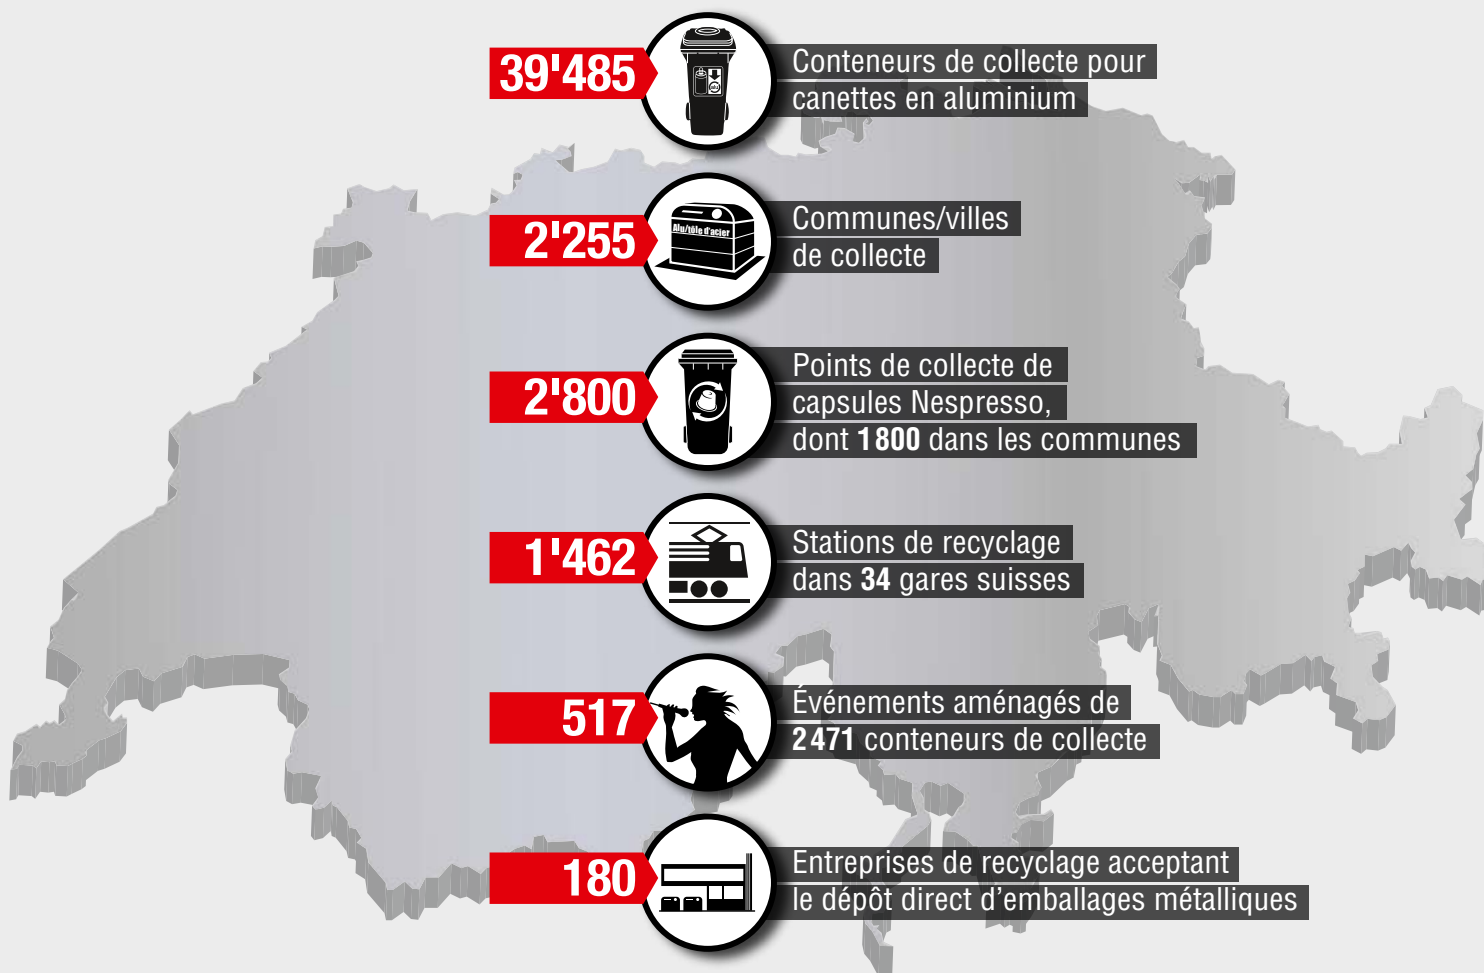 39'485
Conteneurs de collecte pour
canettes en aluminium
alu
2'255
Alu/tôle d'acier
Communes/villes
de collecte
2'800
Points de collecte de
capsules Nespresso,
dont 1800 dans les communes
1'462
Stations de recyclage
dans 34 gares suisses
517
Événements aménagés de
2471 conteneurs de collecte
180
Entreprises de recyclage acceptant
le dépôt direct d’emballages métalliques